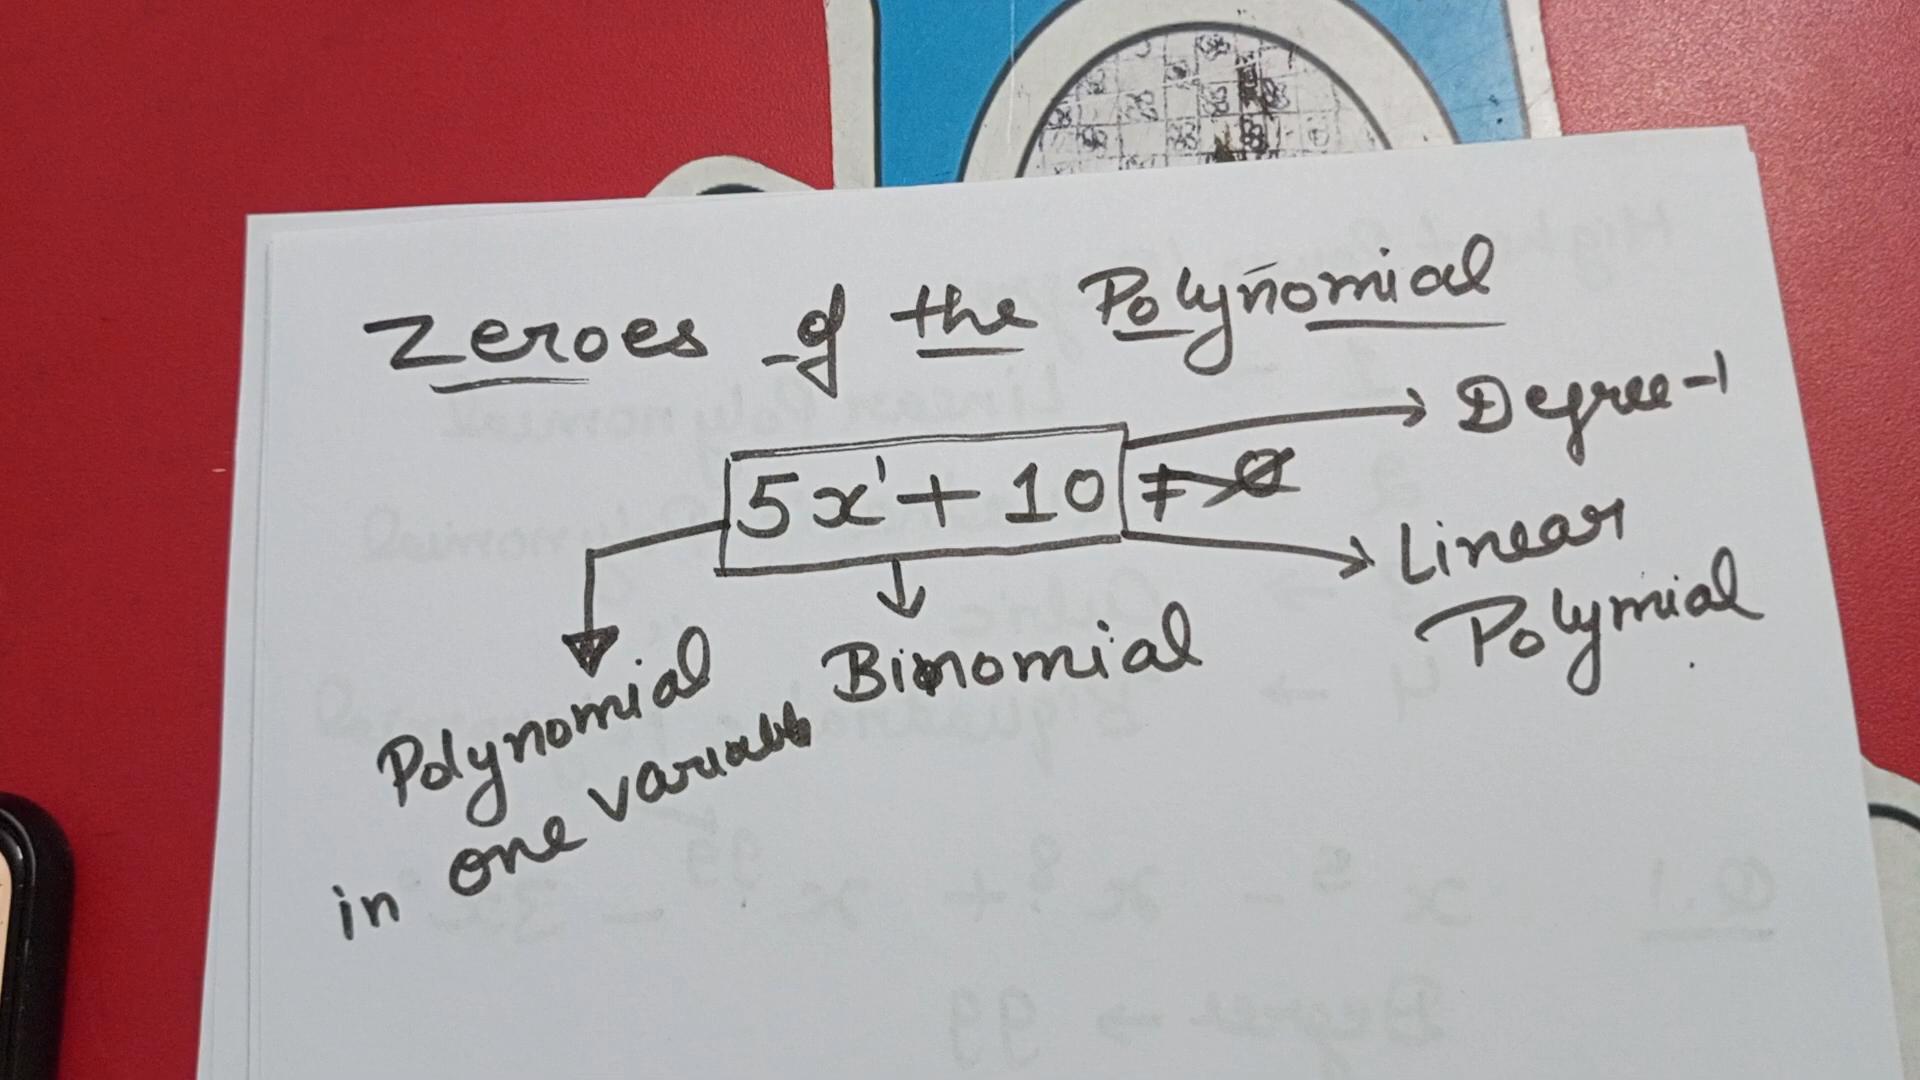 Zeroes of the Polynomial
Degree-1
5x¹ + 10 = 0
Linear
Polymial
Binomial
Polynomial
in one variable